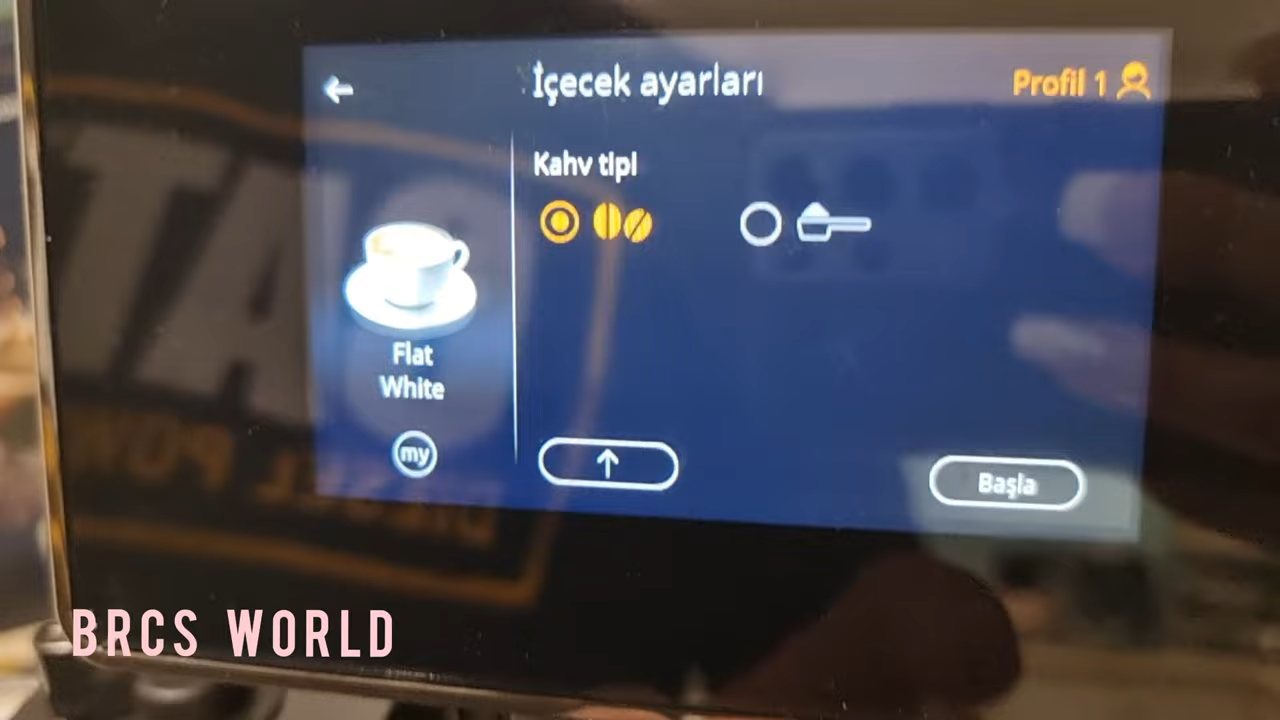 İçecek ayarları
Profil 1
Kahv tipi
Flat
White
my
Başla
BRCS WORLD